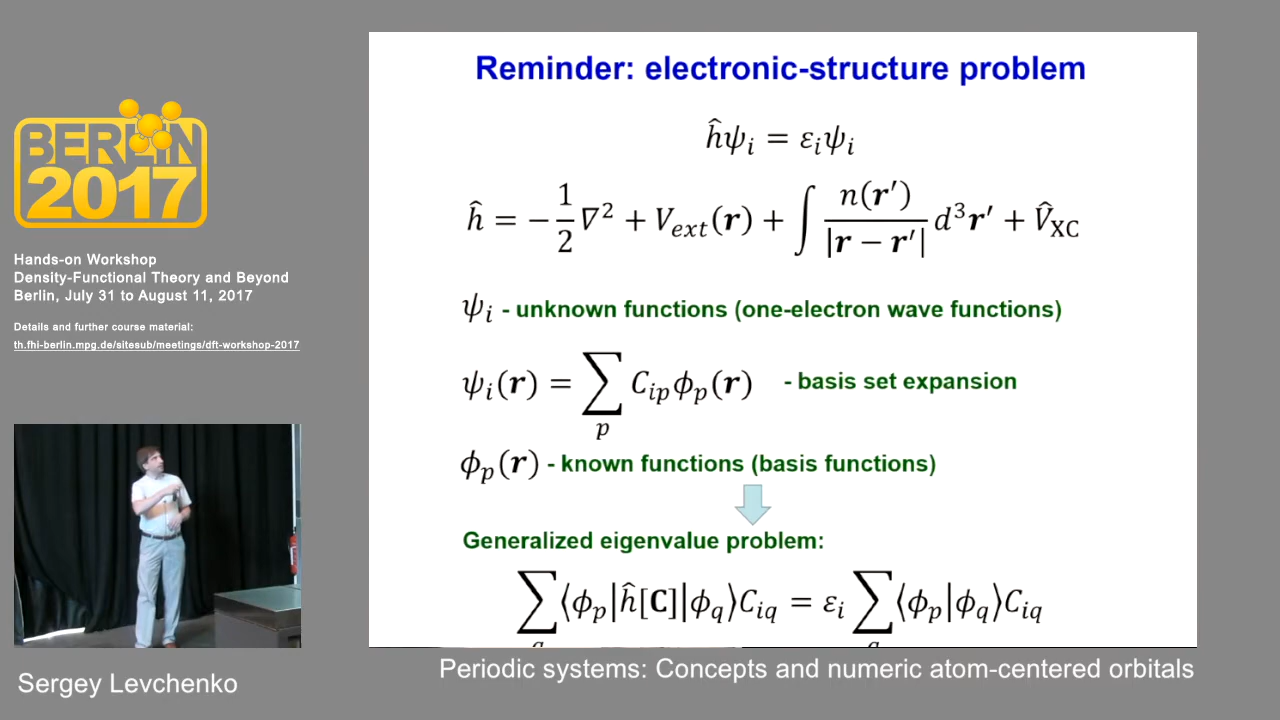 BERLIN
2017
Hands-on Workshop
Density-Functional Theory and Beyond
Berlin, July 31 to August 11, 2017
Details and further course material:
th.fhi-berlin.mpg.de/sitesub/meetings/dft-workshop-2017
Reminder: electronic-structure problem
ĥψᵢ = εᵢψᵢ
ĥ = −1/2 ∇² + V_ext(r) + ∫ n(r′)/|r − r′| d³r′ + V̂_XC
ψᵢ - unknown functions (one-electron wave functions)
ψᵢ(r) = ∑_p C_ip ϕ_p(r) - basis set expansion
ϕ_p(r) - known functions (basis functions)
Generalized eigenvalue problem:
∑_q ⟨ϕ_p|ĥ[C]|ϕ_q⟩C_iq = εᵢ ∑_q ⟨ϕ_p|ϕ_q⟩C_iq
Sergey Levchenko
Periodic systems: Concepts and numeric atom-centered orbitals